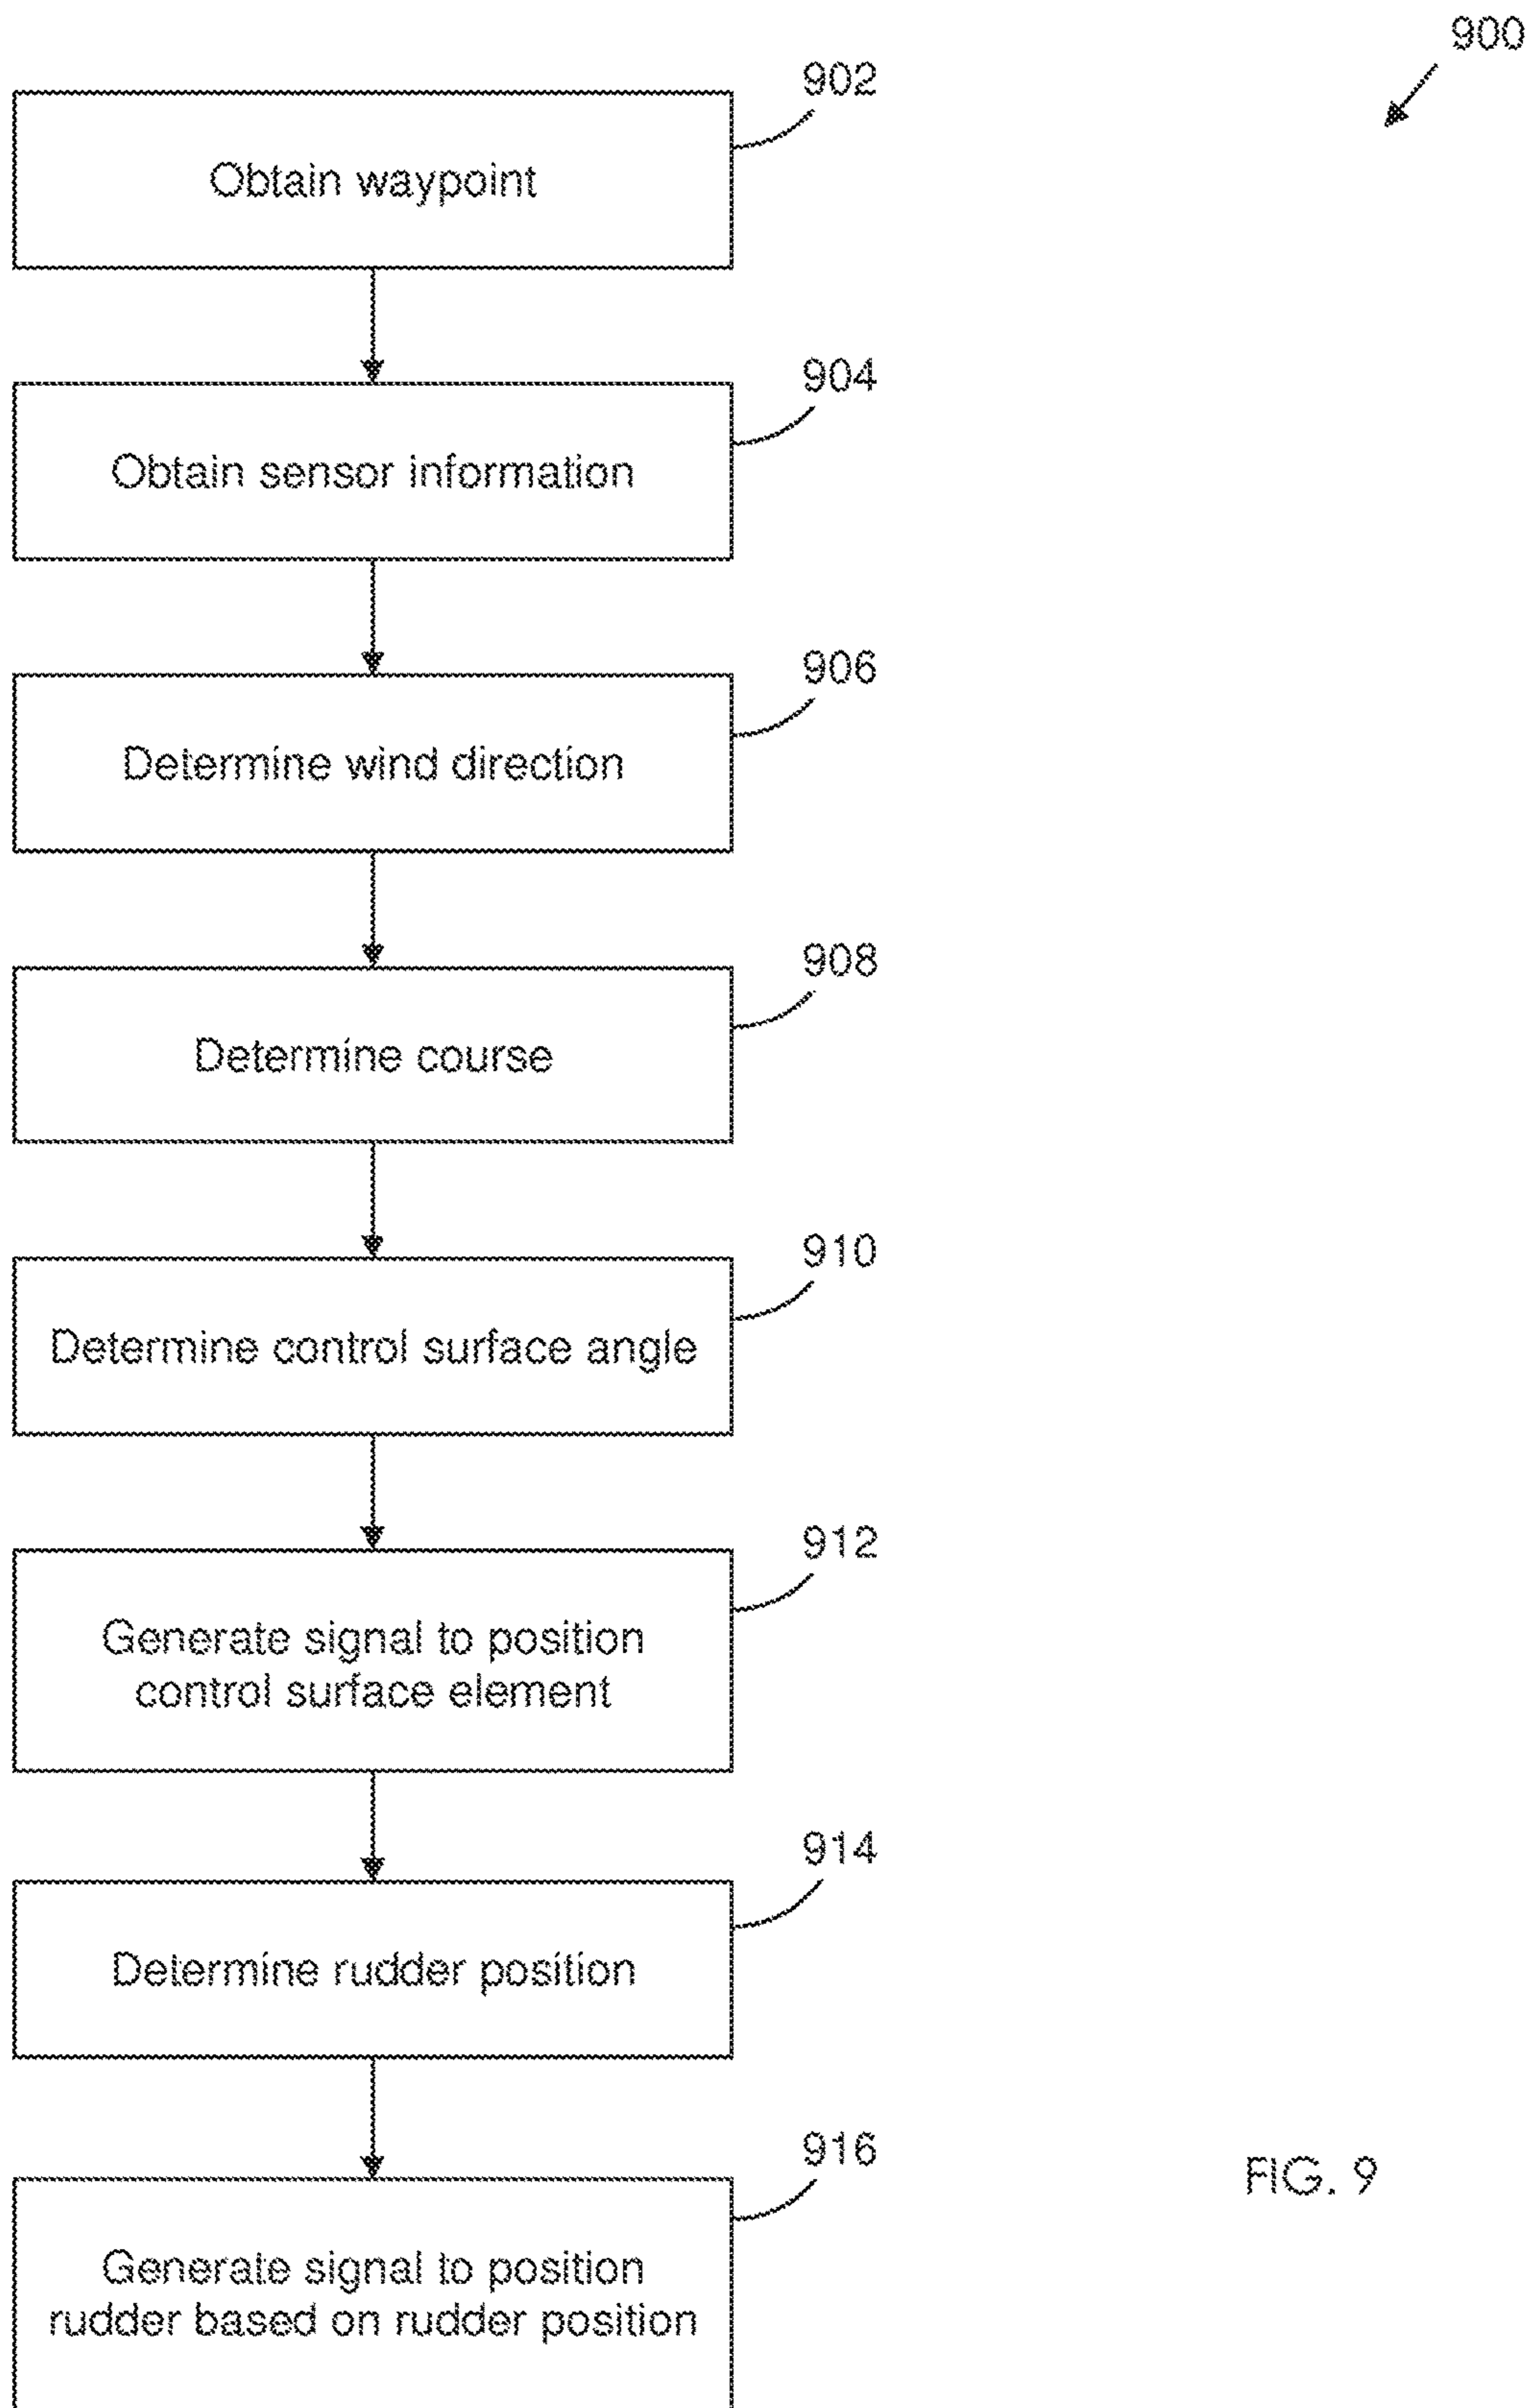 900
902
Obtain waypoint
904
Obtain sensor information
906
Determine wind direction
908
Determine course
910
Determine control surface angle
912
Generate signal to position
control surface element
914
Determine rudder position
916
Generate signal to position
rudder based on rudder position
FIG. 9